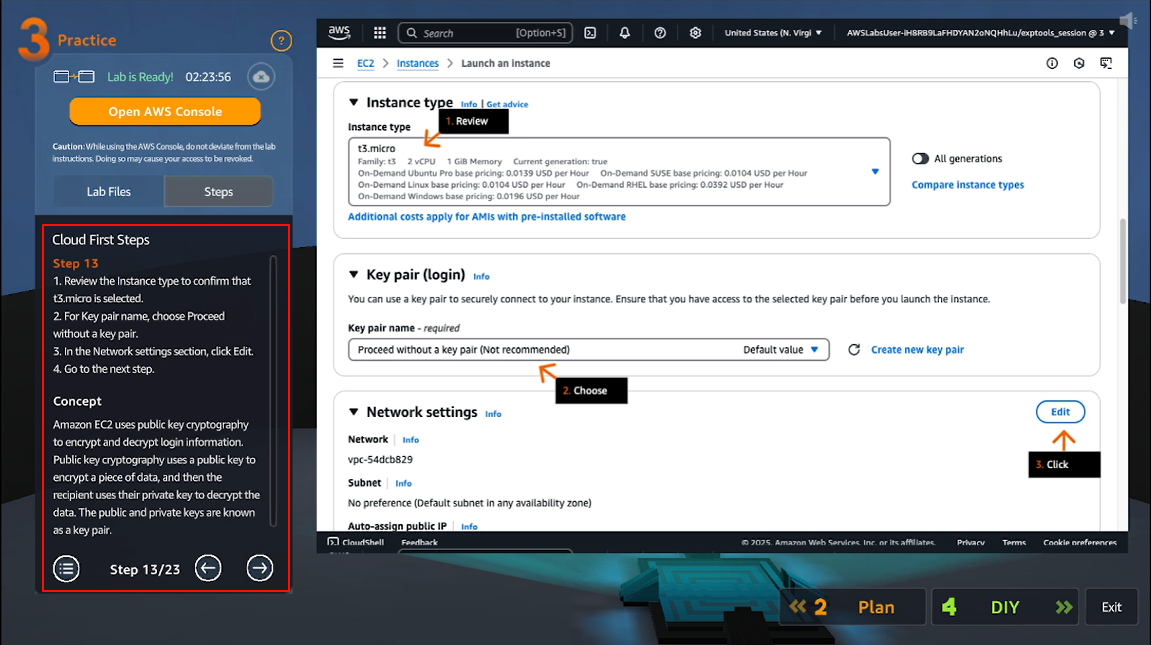 3 Practice
?
Lab is Ready! 02:23:56
Open AWS Console
Caution: While using the AWS Console, do not deviate from the lab
instructions. Doing so may cause your access to be revoked.
Lab Files Steps
Cloud First Steps
Step 13
1. Review the Instance type to confirm that
t3.micro is selected.
2. For Key pair name, choose Proceed
without a key pair.
3. In the Network settings section, click Edit.
4. Go to the next step.
Concept
Amazon EC2 uses public key cryptography
to encrypt and decrypt login information.
Public key cryptography uses a public key to
encrypt a piece of data, and then the
recipient uses their private key to decrypt the
data. The public and private keys are known
as a key pair.
Step 13/23
aws Search [Option+S] United States (N. Virgi AWSLabsUser-iH8RB9LaFHDYAN2oNQHhLu/exptools_session @ 3
EC2 > Instances > Launch an instance
Instance type Info | Get advice
1. Review
Instance type
t3.micro
Family: t3 2 vCPU 1 GiB Memory Current generation: true
On-Demand Ubuntu Pro base pricing: 0.0139 USD per Hour On-Demand SUSE base pricing: 0.0104 USD per Hour
On-Demand Linux base pricing: 0.0104 USD per Hour On-Demand RHEL base pricing: 0.0392 USD per Hour
On-Demand Windows base pricing: 0.0196 USD per Hour
All generations
Compare instance types
Additional costs apply for AMIs with pre-installed software
Key pair (login) Info
You can use a key pair to securely connect to your instance. Ensure that you have access to the selected key pair before you launch the instance.
Key pair name - required
Proceed without a key pair (Not recommended) Default value
Create new key pair
2. Choose
Network settings Info
Edit
3. Click
Network Info
vpc-54dcb829
Subnet Info
No preference (Default subnet in any availability zone)
Auto-assign public IP Info
CloudShell Feedback © 2025, Amazon Web Services, Inc. or its affiliates. Privacy Terms Cookie preferences
2 Plan
4 DIY
Exit